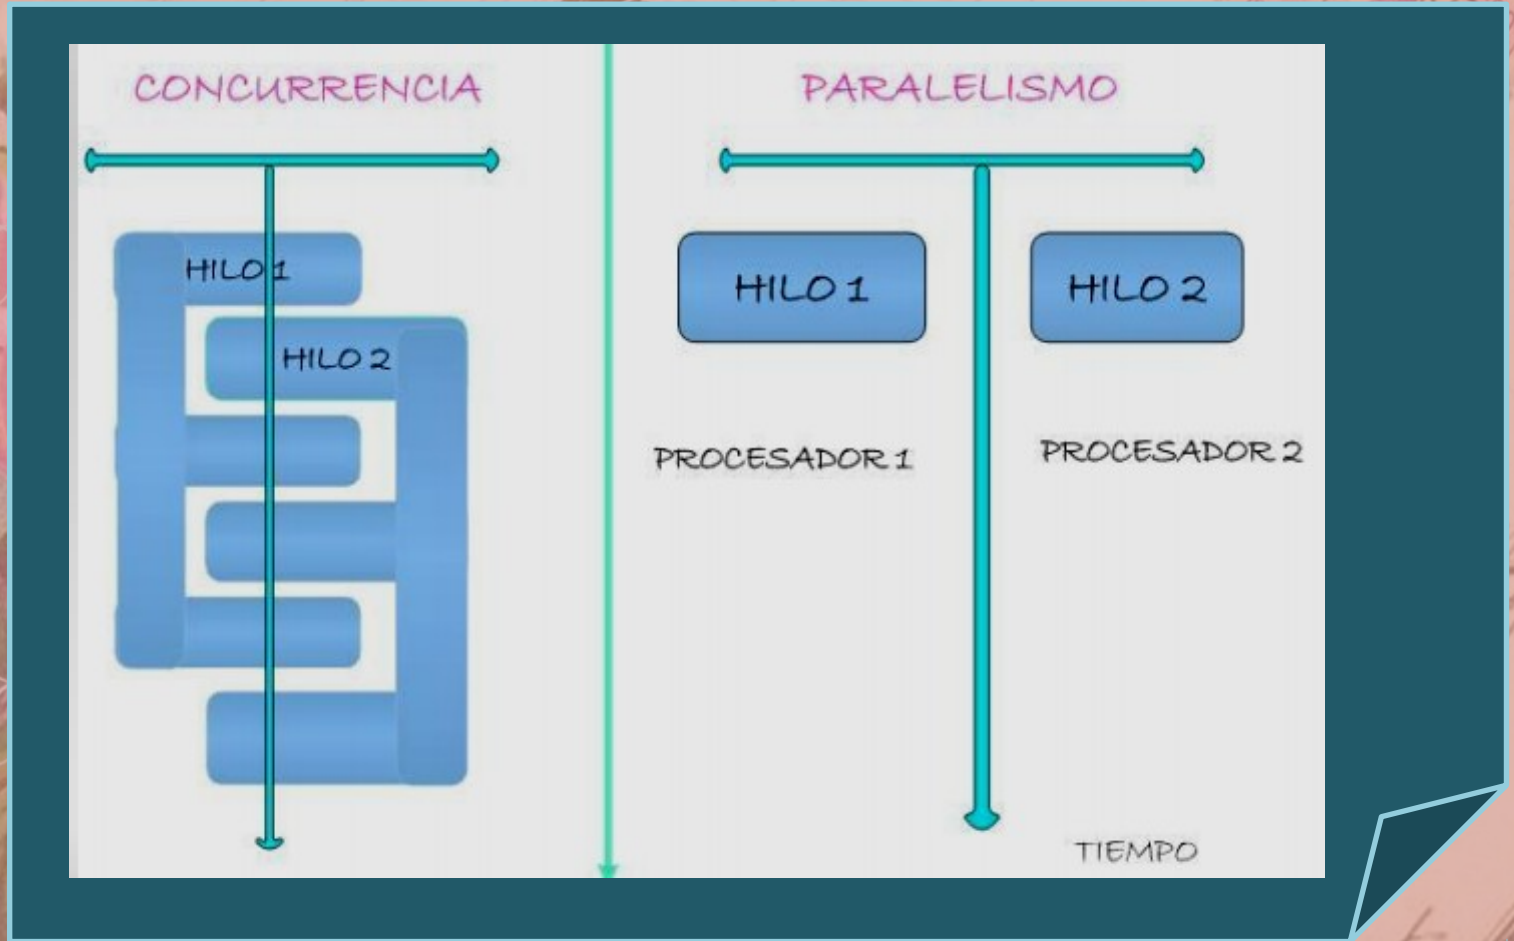 CONCURRENCIA
HILO 1
HILO 2
PARALELISMO
HILO 1
HILO 2
PROCESADOR 1
PROCESADOR 2
TIEMPO